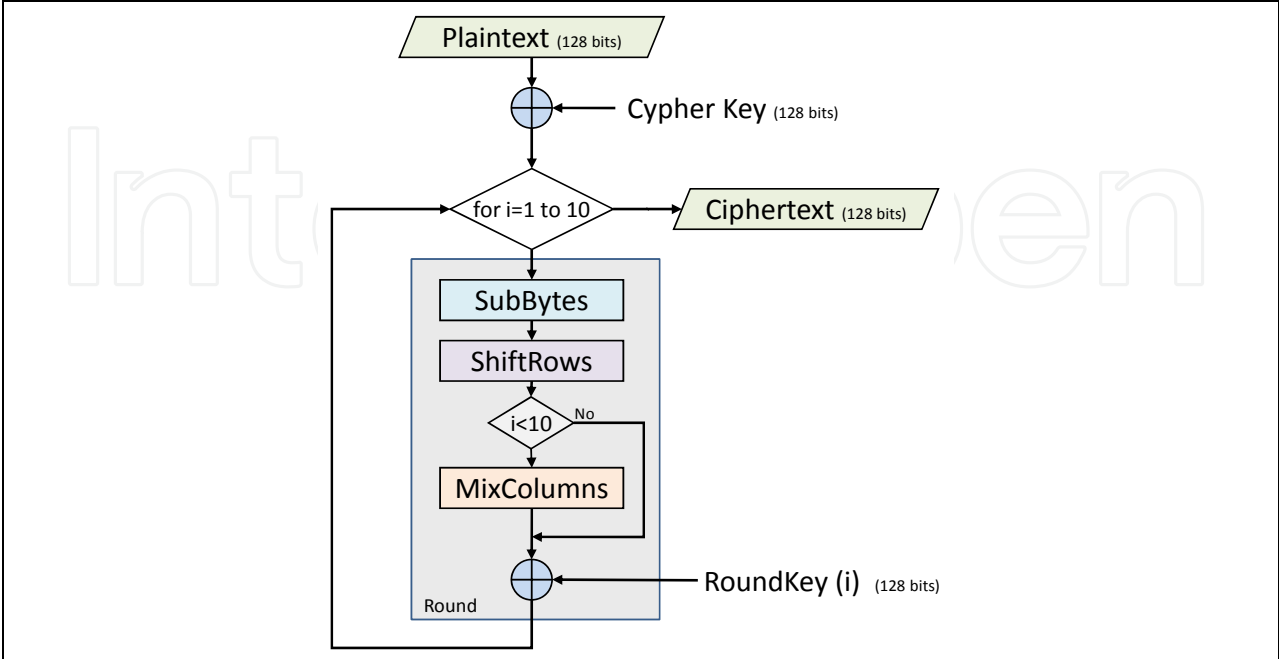 Plaintext (128 bits)
Cypher Key (128 bits)
for i=1 to 10
Ciphertext (128 bits)
SubBytes
ShiftRows
i<10
No
MixColumns
RoundKey (i) (128 bits)
Round